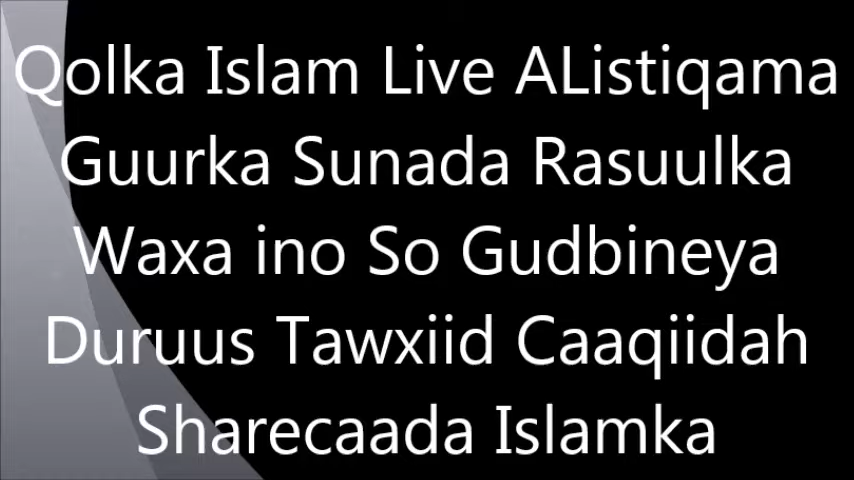 Qolka Islam Live AListiqama
Guurka Sunada Rasuulka
Waxa ino So Gudbineya
Duruus Tawxiid Caaqiidah
Sharecaada Islamka